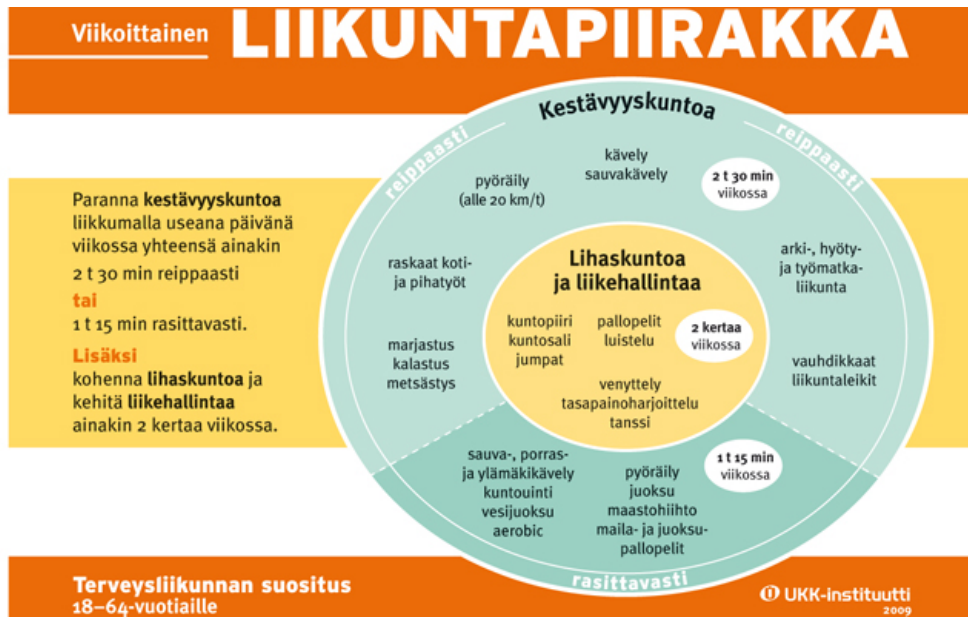 Viikoittainen LIIKUNTAPIIRAKKA
Paranna kestävyyskuntoa
liikkumalla useana päivänä
viikossa yhteensä ainakin
2 t 30 min reippaasti
tai
1 t 15 min rasittavasti.
Lisäksi
kohenna lihaskuntoa ja
kehitä liikehallintaa
ainakin 2 kertaa viikossa.
Kestävyyskuntoa
reippaasti
reippaasti
kävely
sauvakävely
2 t 30 min
viikossa
pyöräily
(alle 20 km/t)
raskaat koti-
ja pihatyöt
marjastus
kalastus
metsästys
arki-, hyöty-
ja työmatka-
liikunta
vauhdikkaat
liikuntaleikit
Lihaskuntoa
ja liikehallintaa
kuntopiiri
kuntosali
jumpat
pallopelit
luistelu
2 kertaa
viikossa
venyttely
tasapainoharjoittelu
tanssi
sauva-, porras-
ja ylämäkikävely
kuntouinti
vesijuoksu
aerobic
pyöräily
juoksu
maastohiihto
maila- ja juoksu-
pallopelit
1 t 15 min
viikossa
rasittavasti
Terveysliikunnan suositus
18–64-vuotiaille
UKK-instituutti
2009